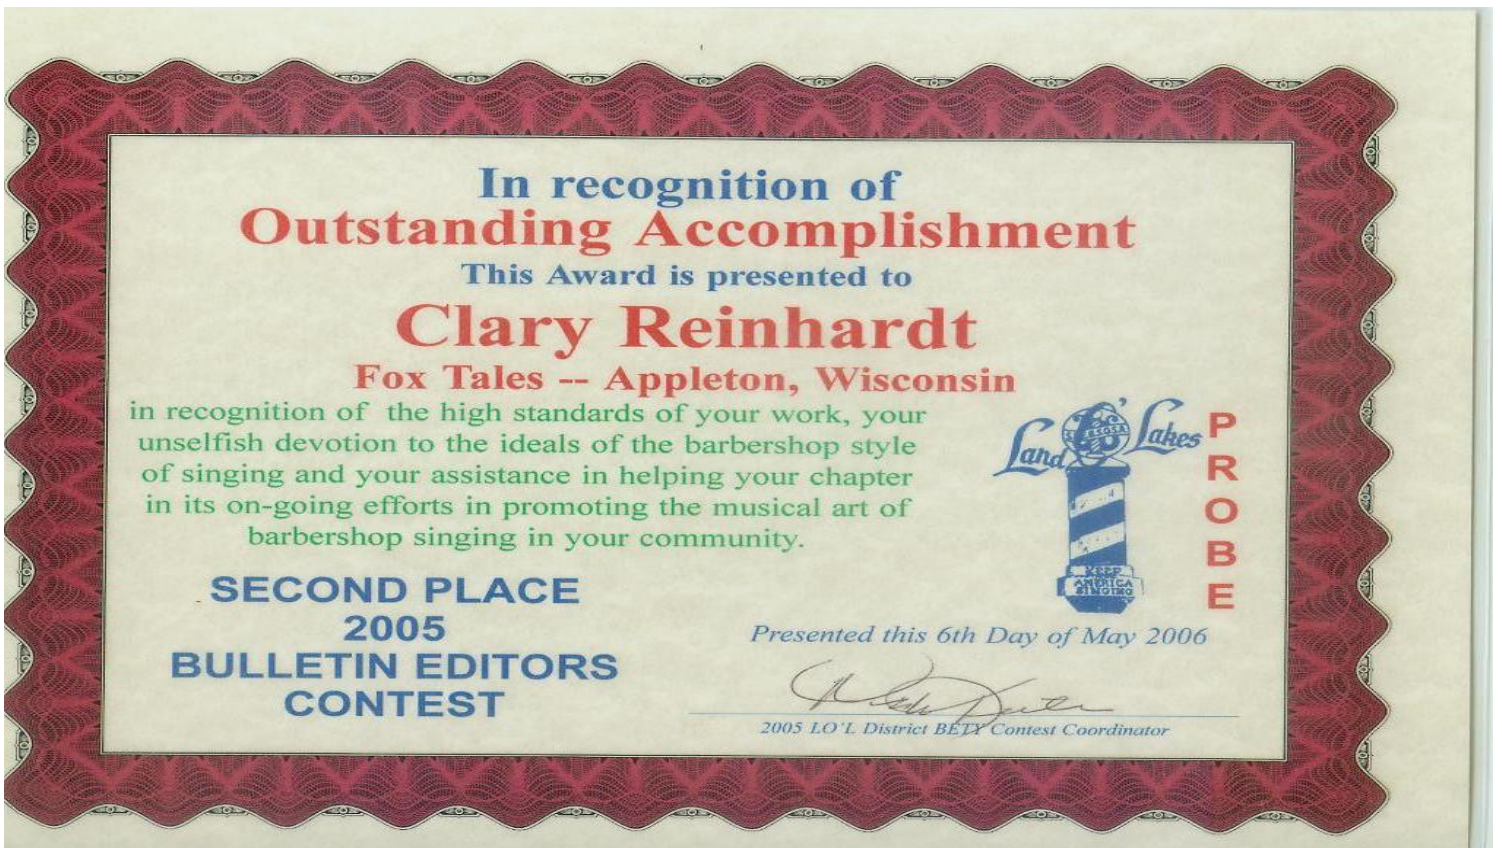 In recognition of
Outstanding Accomplishment
This Award is presented to
Clary Reinhardt
Fox Tales -- Appleton, Wisconsin
in recognition of the high standards of your work, your
unselfish devotion to the ideals of the barbershop style
of singing and your assistance in helping your chapter
in its on-going efforts in promoting the musical art of
barbershop singing in your community.
Land O' Lakes
KEEP
AMERICA
SINGING
PROBE
SECOND PLACE
2005
BULLETIN EDITORS
CONTEST
Presented this 6th Day of May 2006
2005 LO'L District BETY Contest Coordinator